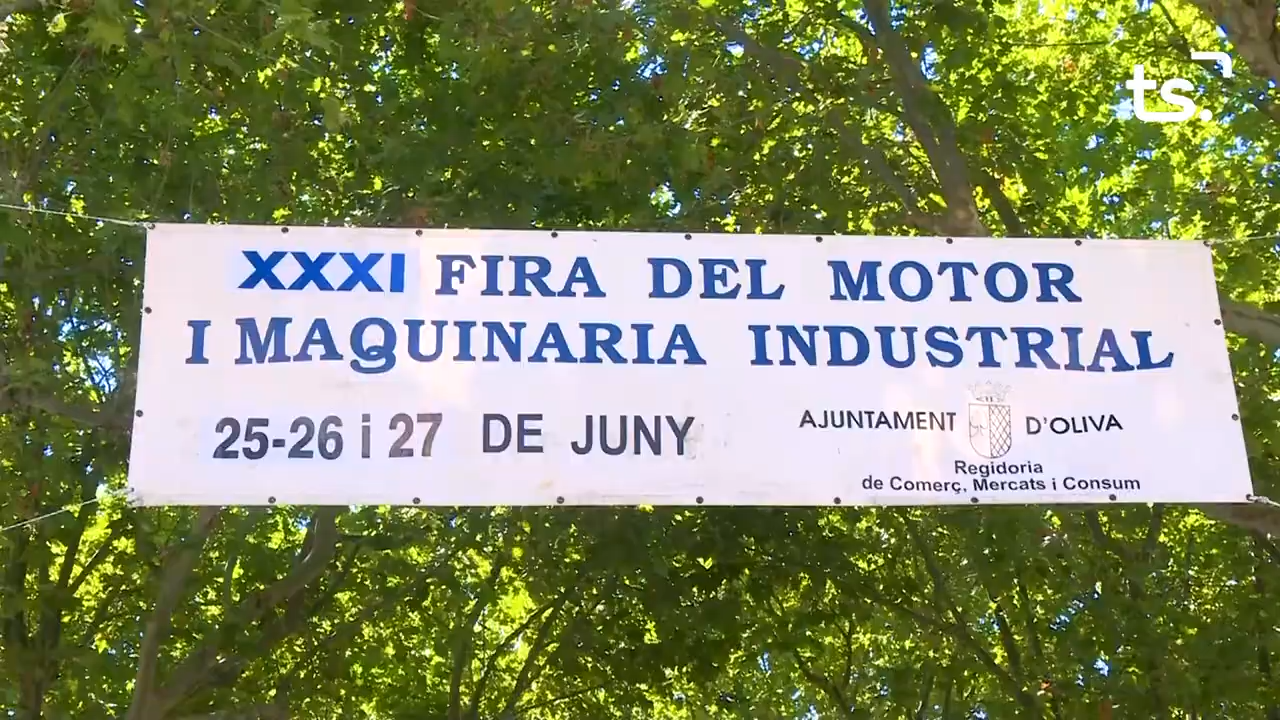 ts.
XXXI FIRA DEL MOTOR
I MAQUINARIA INDUSTRIAL
25-26 i 27 DE JUNY
AJUNTAMENT D'OLIVA
Regidoria
de Comerç, Mercats i Consum